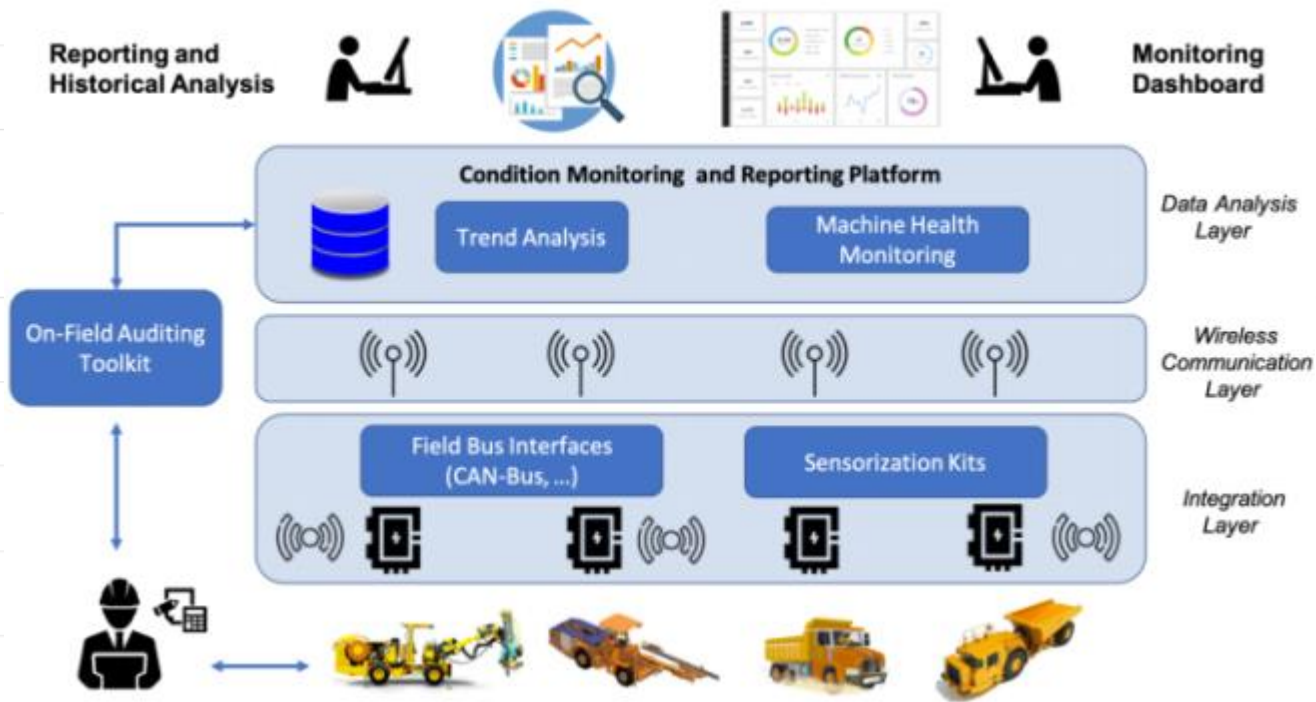 Reporting and
Historical Analysis
Monitoring
Dashboard
Condition Monitoring and Reporting Platform
Trend Analysis
Machine Health
Monitoring
Data Analysis
Layer
On-Field Auditing
Toolkit
Wireless
Communication
Layer
Field Bus Interfaces
(CAN-Bus, ...)
Sensorization Kits
Integration
Layer